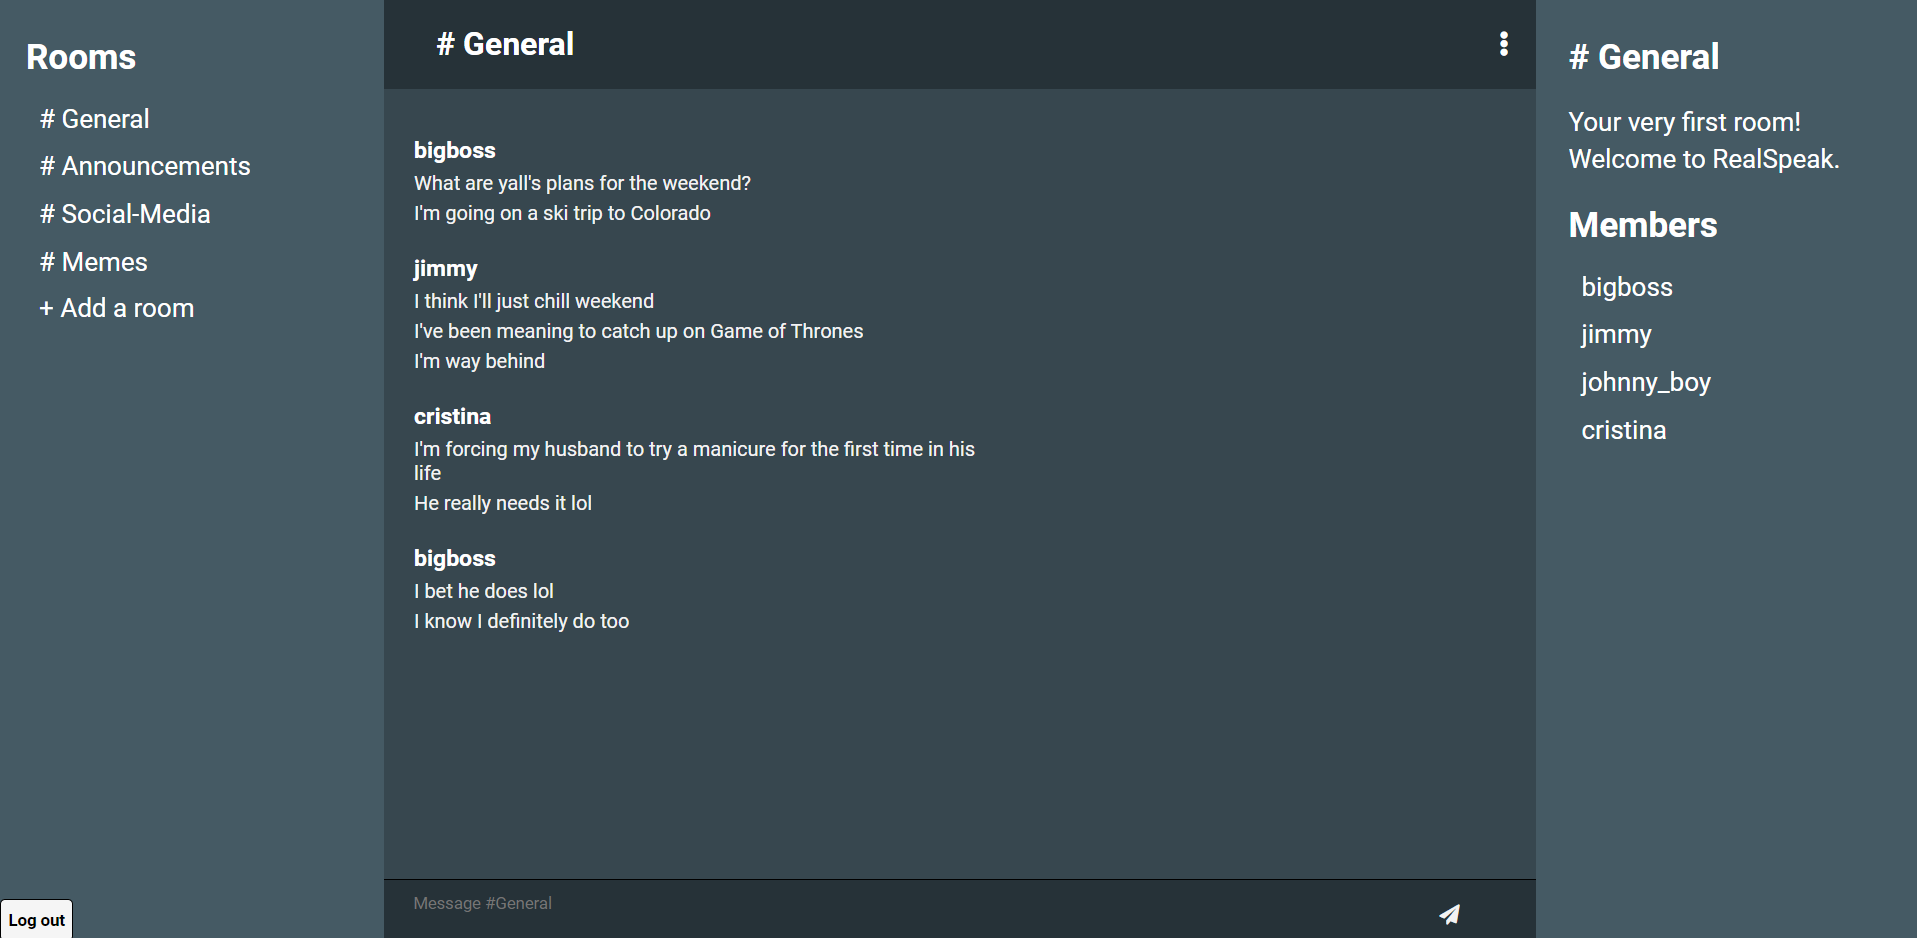 Rooms
# General
# Announcements
# Social-Media
# Memes
+ Add a room
Log out
# General
bigboss
What are yall's plans for the weekend?
I'm going on a ski trip to Colorado
jimmy
I think I'll just chill weekend
I've been meaning to catch up on Game of Thrones
I'm way behind
cristina
I'm forcing my husband to try a manicure for the first time in his
life
He really needs it lol
bigboss
I bet he does lol
I know I definitely do too
Message #General
# General
Your very first room!
Welcome to RealSpeak.
Members
bigboss
jimmy
johnny_boy
cristina